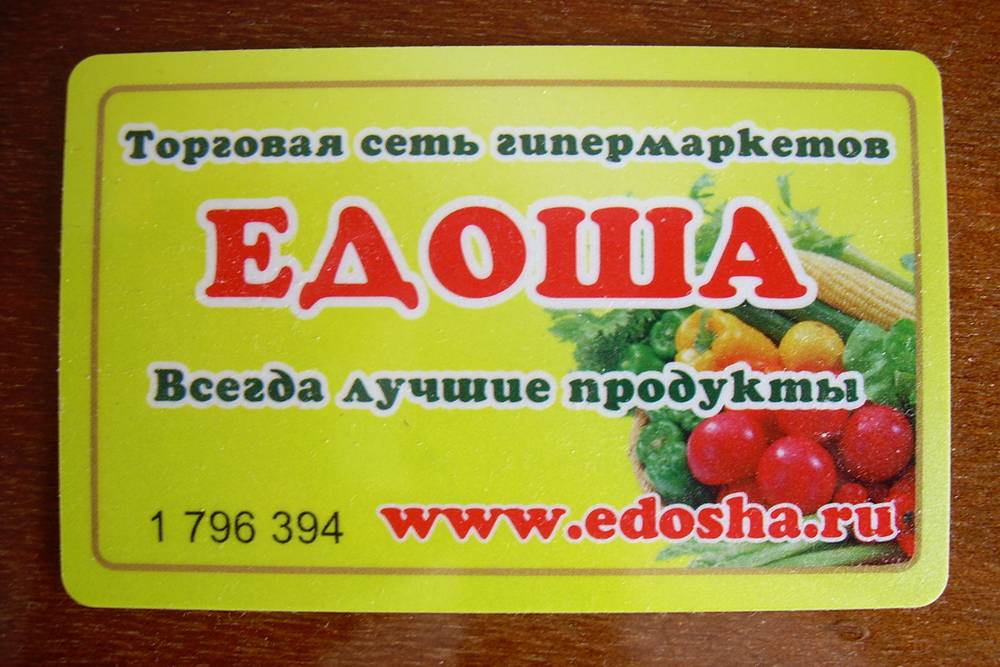 Торговая сеть гипермаркетов
ЕДОША
Всегда лучшие продукты
1 796 394
www.edosha.ru